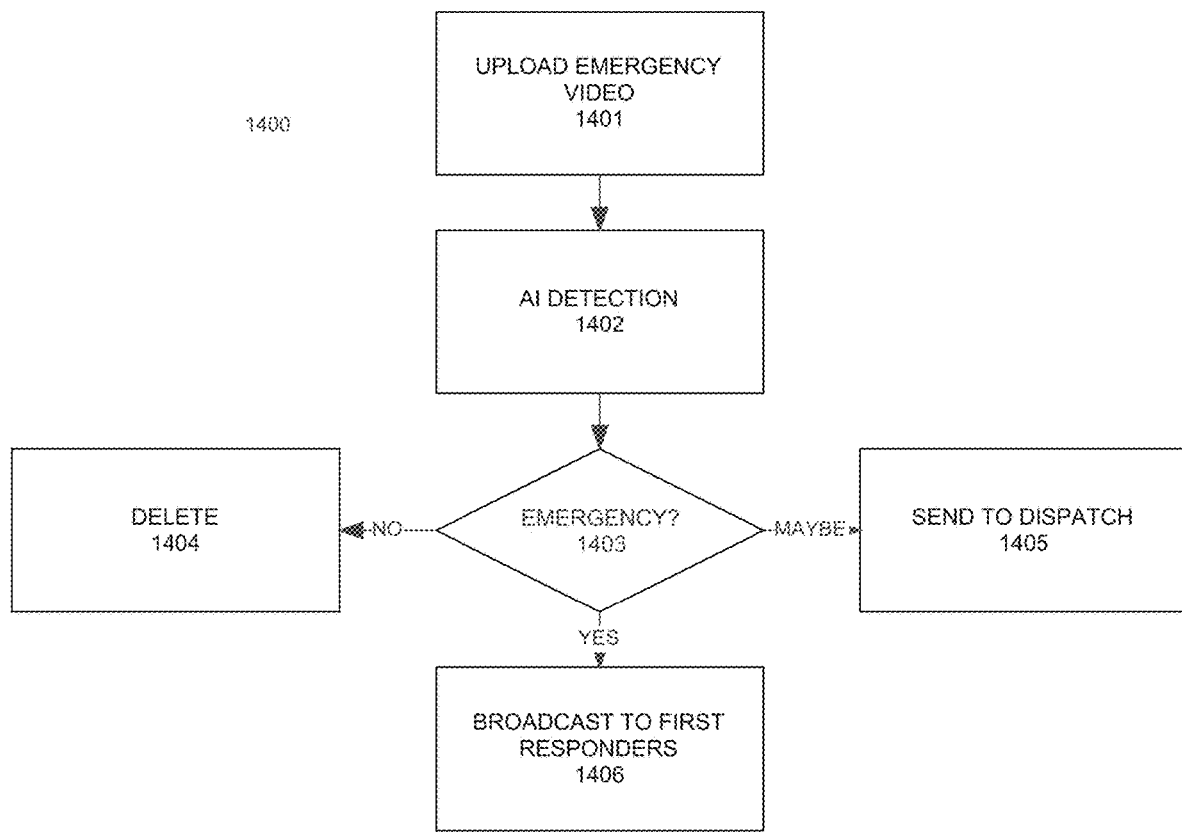 UPLOAD EMERGENCY
VIDEO
1401
1400
AI DETECTION
1402
DELETE
1404
NO
EMERGENCY?
1403
MAYBE
SEND TO DISPATCH
1405
YES
BROADCAST TO FIRST
RESPONDERS
1406